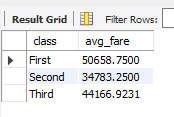 Result Grid Filter Rows:
class avg_fare
First 50658.7500
Second 34783.2500
Third 44166.9231